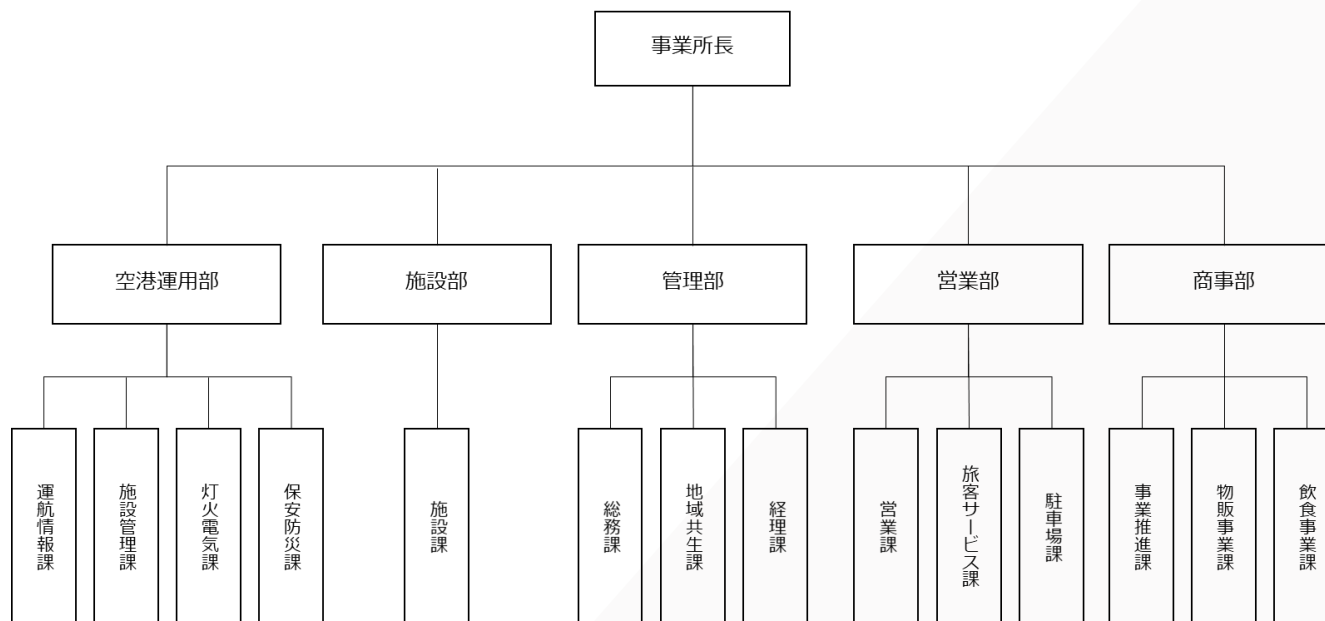 事業所長
空港運用部
施設部
管理部
営業部
商事部
運航情報課
施設管理課
灯火電気課
保安防災課
施設課
総務課
地域共生課
経理課
営業課
旅客サービス課
駐車場課
事業推進課
物販事業課
飲食事業課